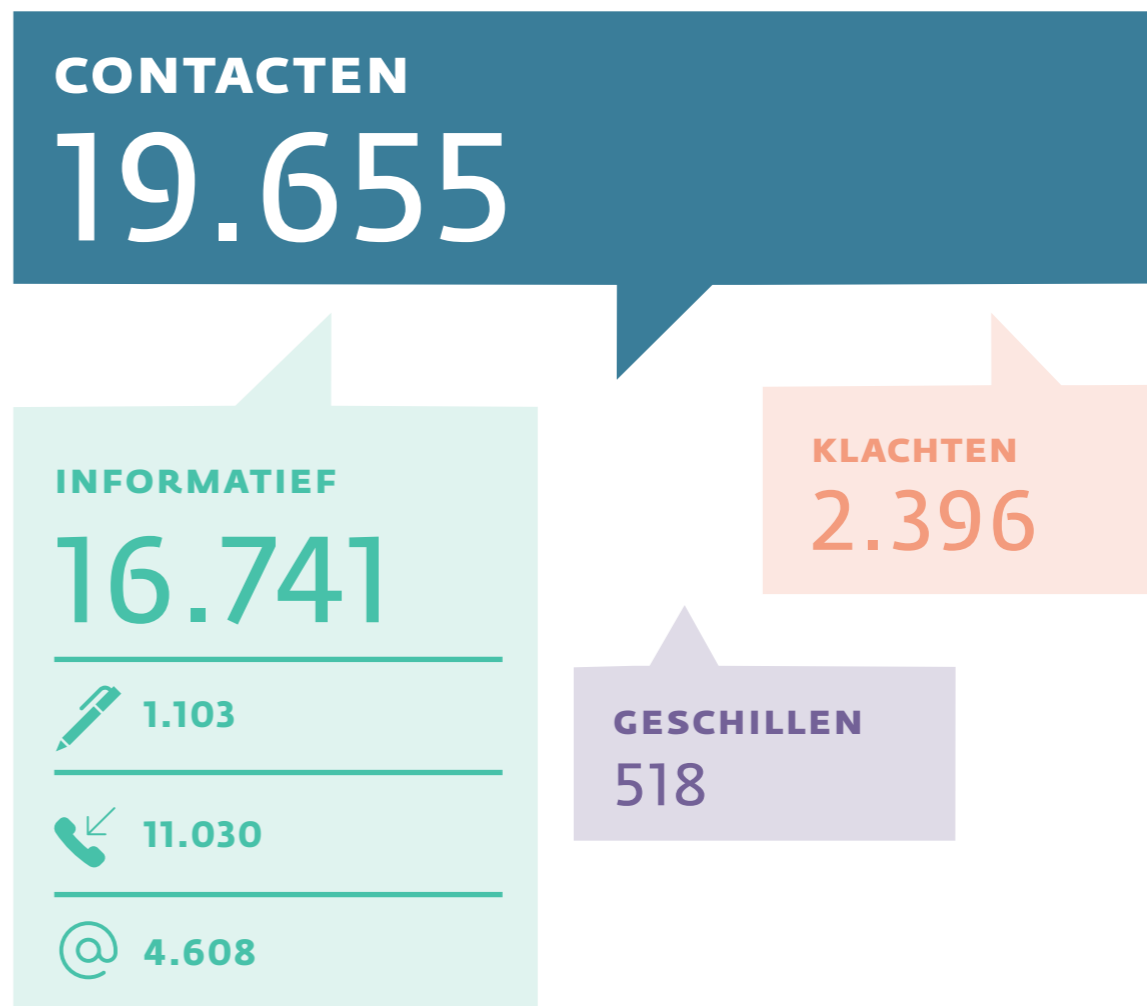 CONTACTEN
19.655
INFORMATIEF
16.741
1.103
11.030
4.608
KLACHTEN
2.396
GESCHILLEN
518